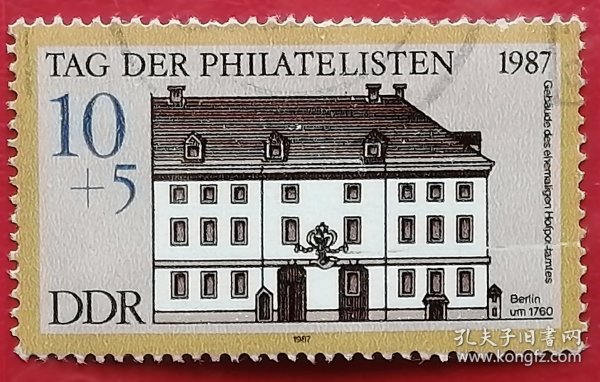 TAG DER PHILATELISTEN 1987
10
+5
Gebäude des ehemaligen Hofpostamtes
DDR
Berlin
um 1760
1987
孔夫子旧书网
www.kongfz.com